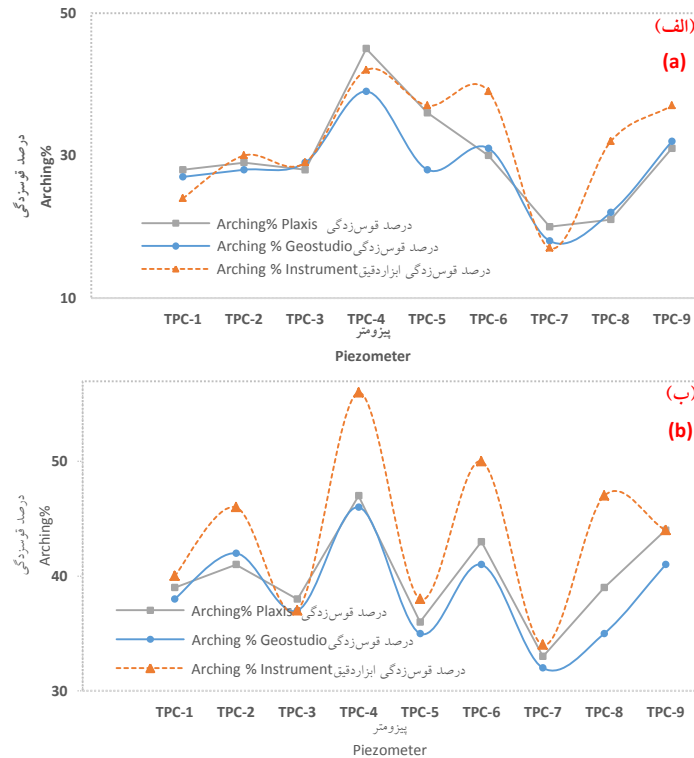 50
(الف)
(a)
درصد قوس‌زدگی
Arching%
30
Arching% Plaxis درصد قوس‌زدگی
Arching % Geostudio درصد قوس‌زدگی
Arching % Instrument درصد قوس‌زدگی ابزاردقیق
10
TPC-1 TPC-2 TPC-3 TPC-4 TPC-5 TPC-6 TPC-7 TPC-8 TPC-9
پیزومتر
Piezometer
(ب)
(b)
50
درصد قوس‌زدگی
Arching%
40
Arching% Plaxis درصد قوس‌زدگی
Arching % Geostudio درصد قوس‌زدگی
Arching % Instrument درصد قوس‌زدگی ابزاردقیق
30
TPC-1 TPC-2 TPC-3 TPC-4 TPC-5 TPC-6 TPC-7 TPC-8 TPC-9
پیزومتر
Piezometer